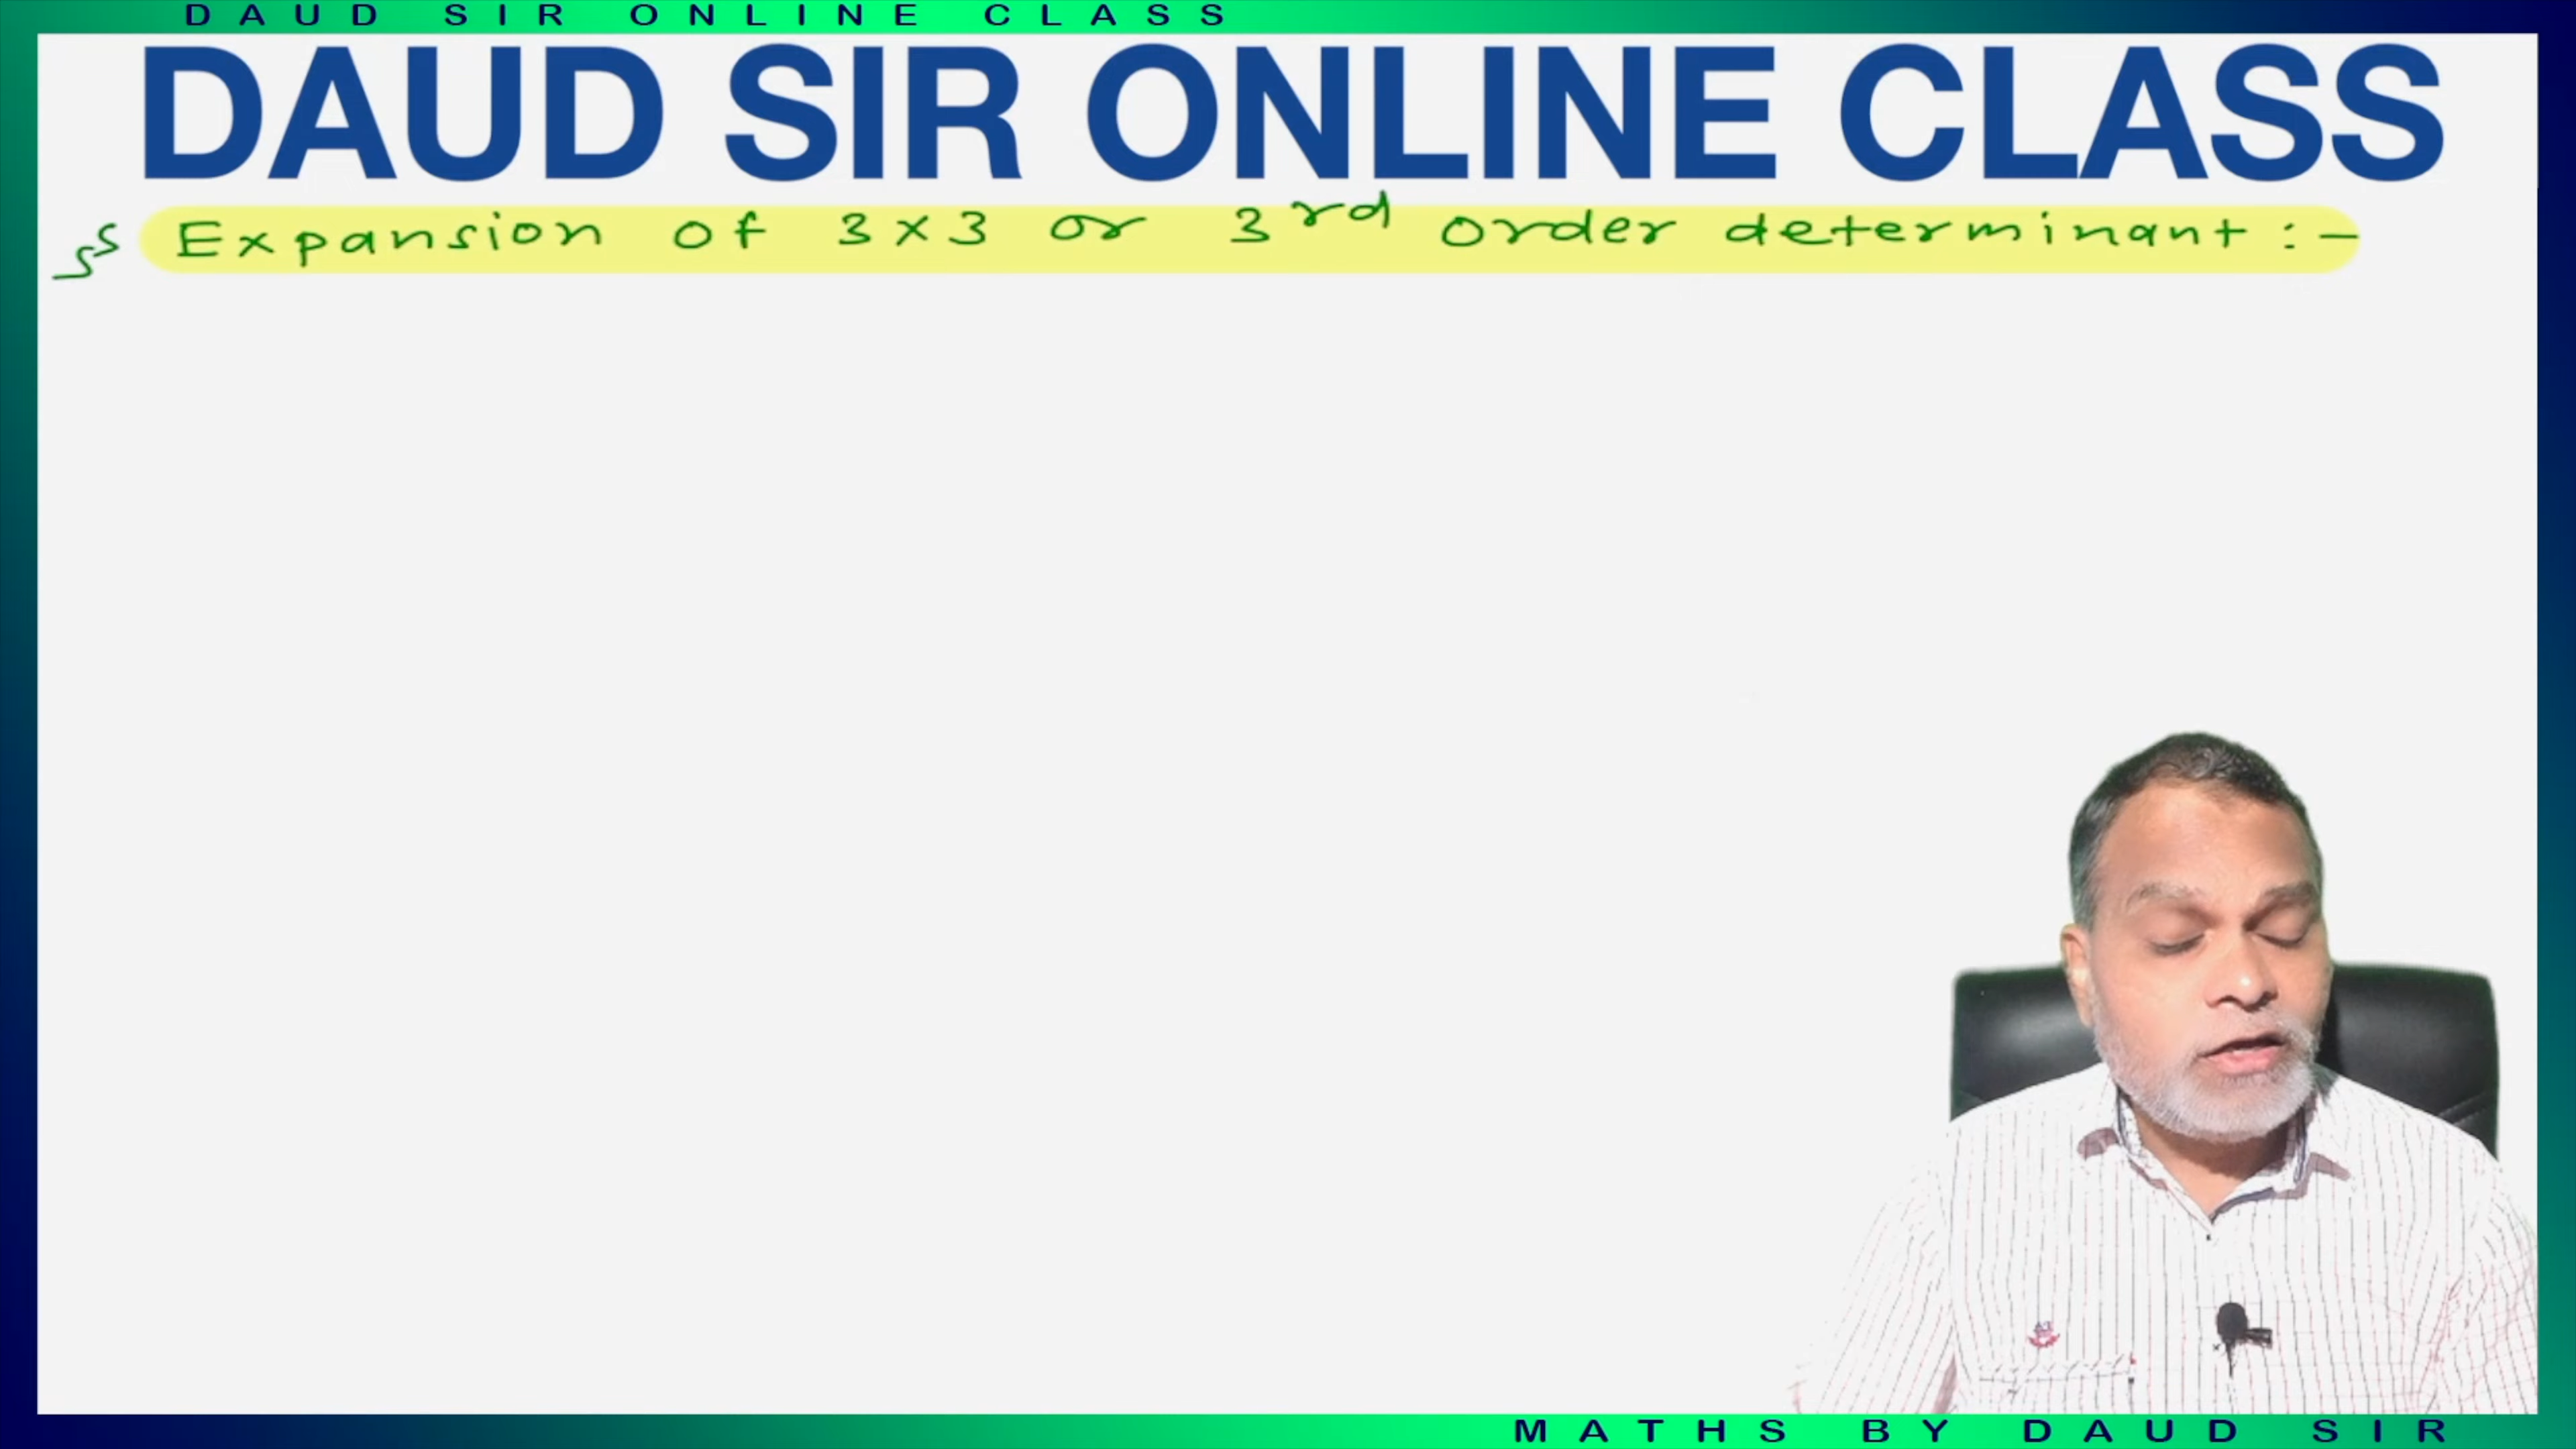 DAUD SIR ONLINE CLASS
DAUD SIR ONLINE CLASS
Expansion of 3×3 or 3rd order determinant :-
MATHS BY DAUD SIR